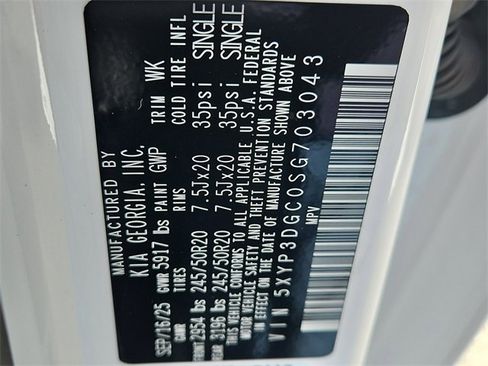 MANUFACTURED BY
KIA GEORGIA, INC.
SEP/16/25 GVWR 5917 lbs PAINT GWP TRIM WK
GAWR TIRES RIMS COLD TIRE INFL
FRONT 2954 lbs 245/50R20 7.5Jx20 35psi SINGLE
REAR 3196 lbs 245/50R20 7.5Jx20 35psi SINGLE
THIS VEHICLE CONFORMS TO ALL APPLICABLE U.S.A. FEDERAL
MOTOR VEHICLE SAFETY AND THEFT PREVENTION STANDARDS
IN EFFECT ON THE DATE OF MANUFACTURE SHOWN ABOVE
VIN 5XYP3DGC0SG703043
MPV